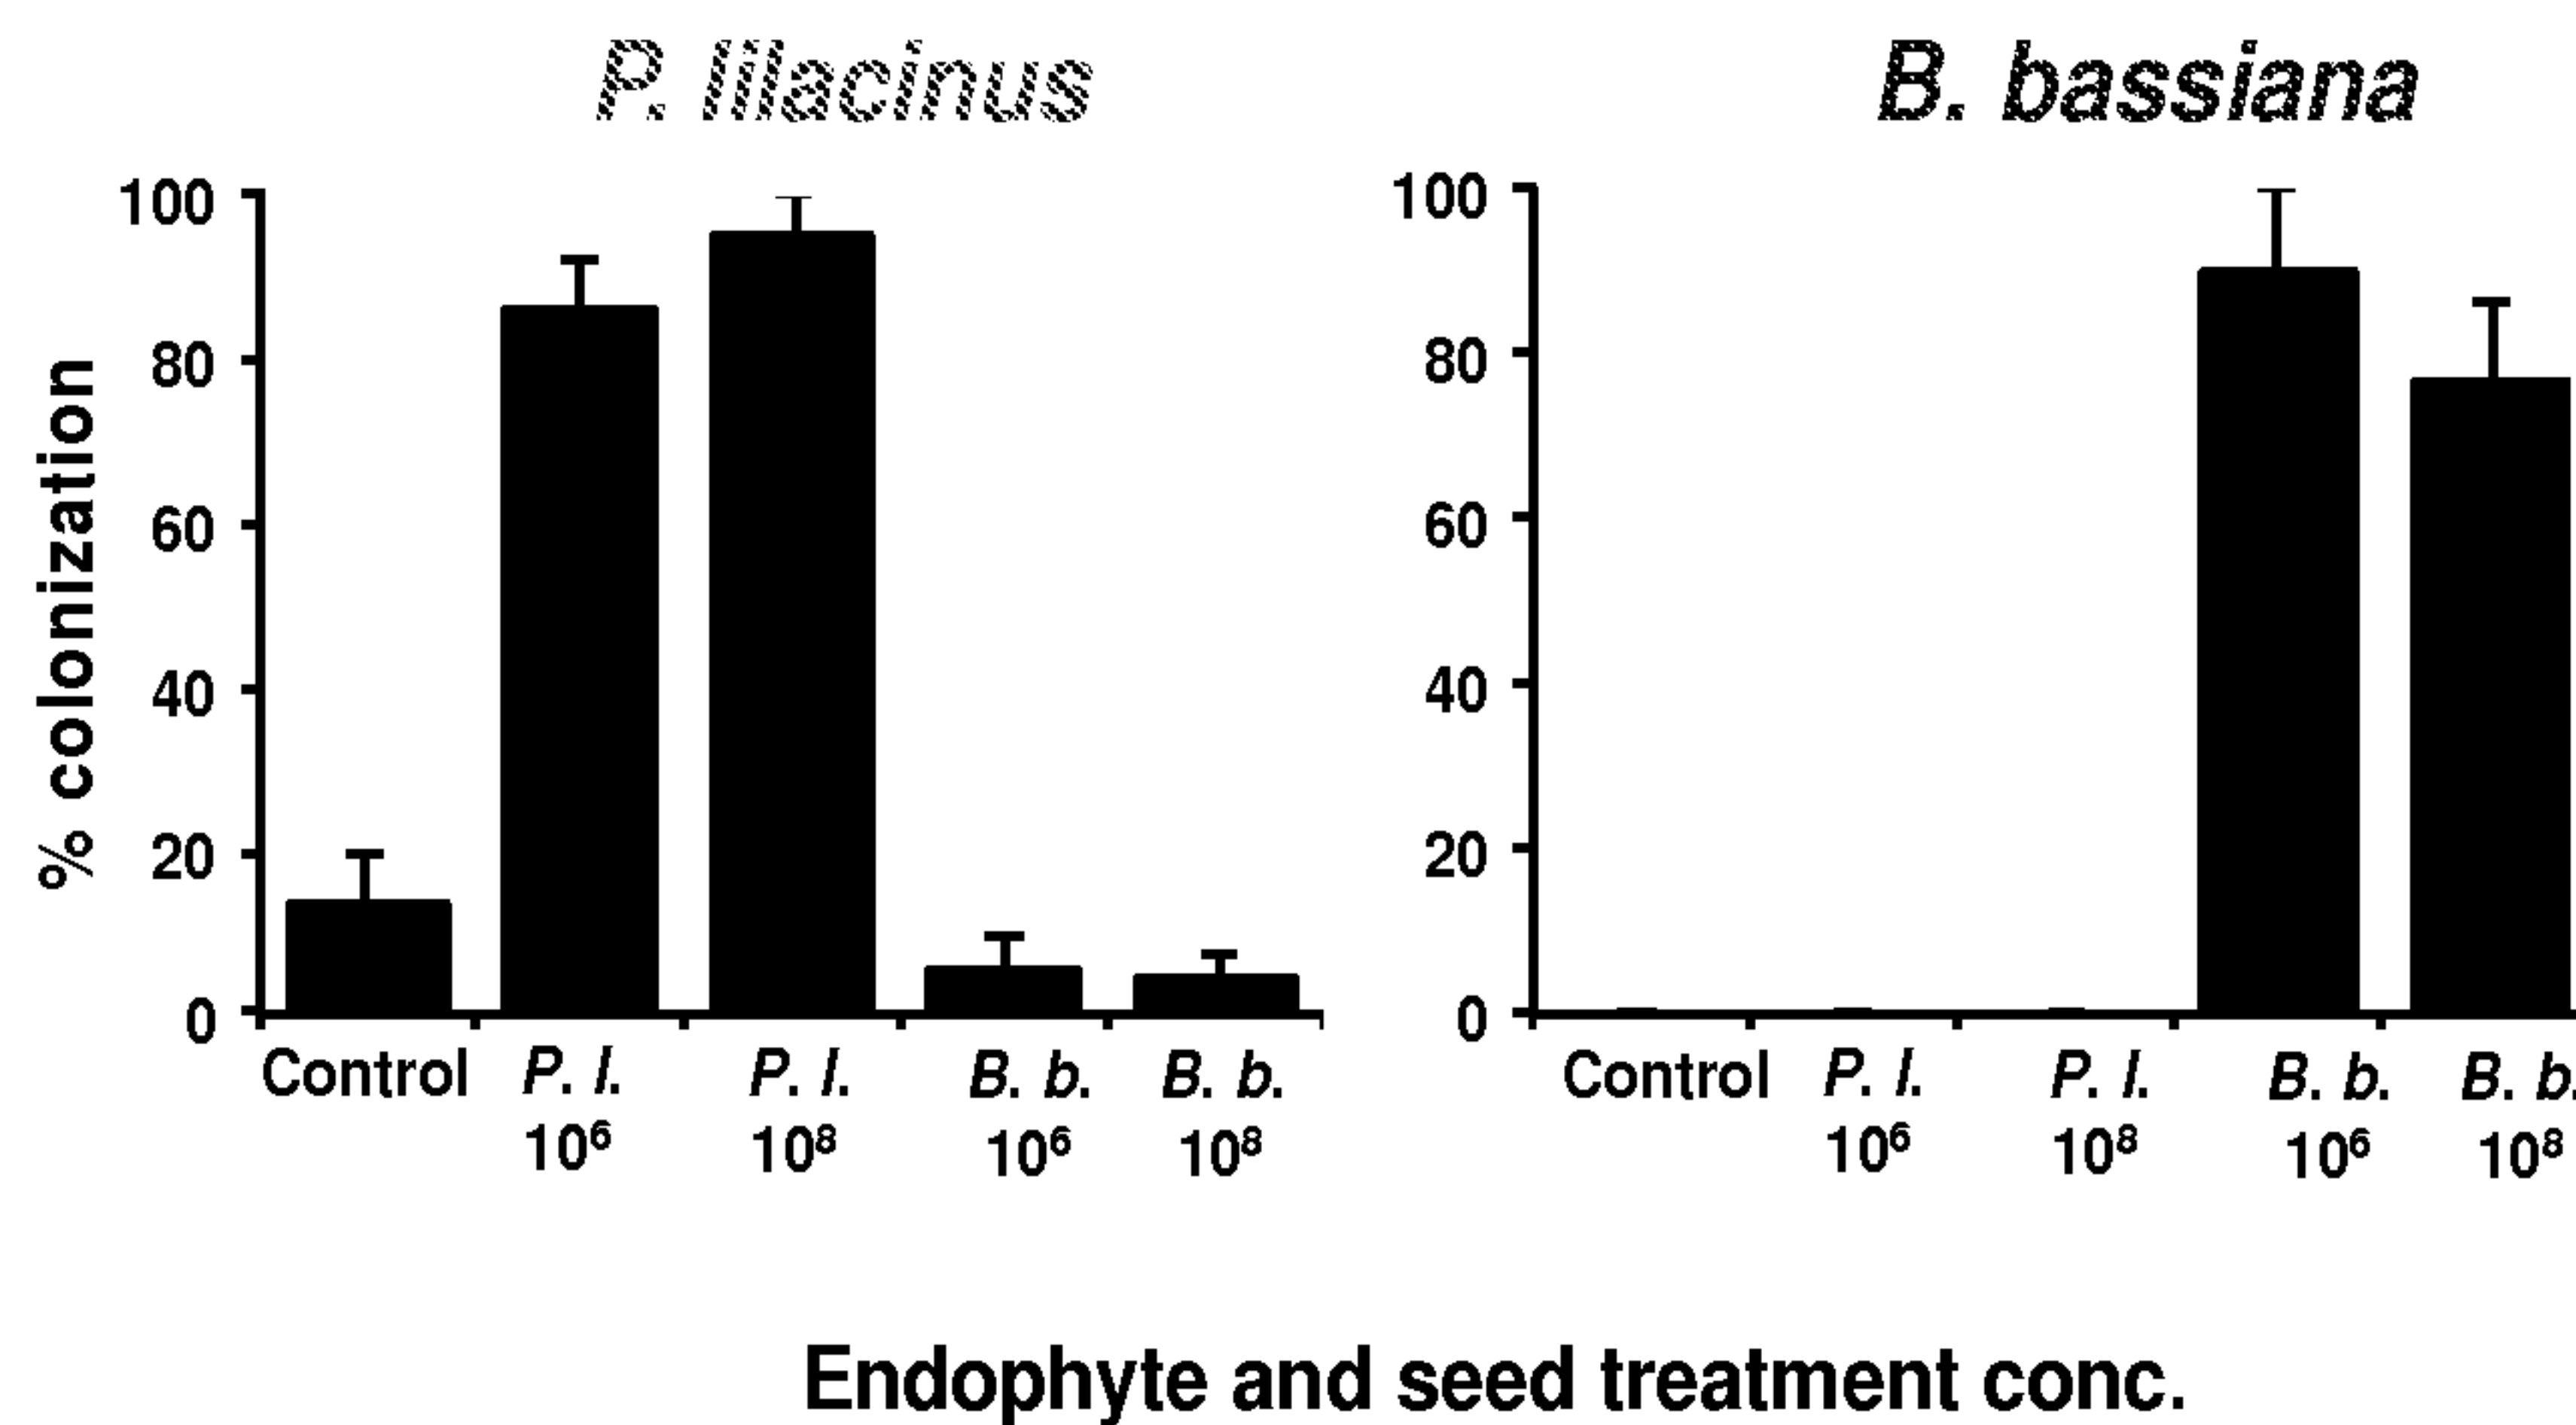 P. lilacinus
B. bassiana
% colonization
100
80
60
40
20
0
Control P. l. P. l. B. b. B. b.
10⁶ 10⁸ 10⁶ 10⁸
100
80
60
40
20
0
Control P. l. P. l. B. b. B. b.
10⁶ 10⁸ 10⁶ 10⁸
Endophyte and seed treatment conc.